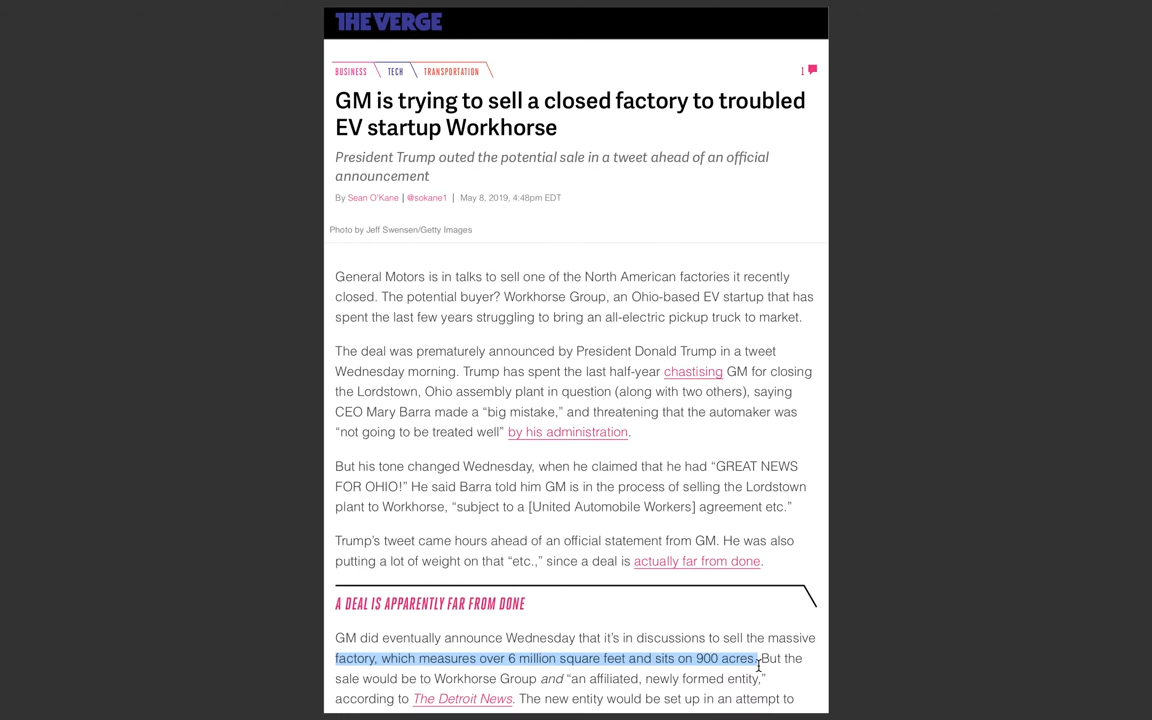 THE VERGE
BUSINESS TECH TRANSPORTATION 1
GM is trying to sell a closed factory to troubled
EV startup Workhorse
President Trump outed the potential sale in a tweet ahead of an official
announcement
By Sean O'Kane | @sokane1 | May 8, 2019, 4:48pm EDT
Photo by Jeff Swensen/Getty Images
General Motors is in talks to sell one of the North American factories it recently
closed. The potential buyer? Workhorse Group, an Ohio-based EV startup that has
spent the last few years struggling to bring an all-electric pickup truck to market.
The deal was prematurely announced by President Donald Trump in a tweet
Wednesday morning. Trump has spent the last half-year chastising GM for closing
the Lordstown, Ohio assembly plant in question (along with two others), saying
CEO Mary Barra made a “big mistake,” and threatening that the automaker was
“not going to be treated well” by his administration.
But his tone changed Wednesday, when he claimed that he had “GREAT NEWS
FOR OHIO!” He said Barra told him GM is in the process of selling the Lordstown
plant to Workhorse, “subject to a [United Automobile Workers] agreement etc.”
Trump’s tweet came hours ahead of an official statement from GM. He was also
putting a lot of weight on that “etc.,” since a deal is actually far from done.
A DEAL IS APPARENTLY FAR FROM DONE
GM did eventually announce Wednesday that it’s in discussions to sell the massive
factory, which measures over 6 million square feet and sits on 900 acres. But the
sale would be to Workhorse Group and “an affiliated, newly formed entity,”
according to The Detroit News. The new entity would be set up in an attempt to